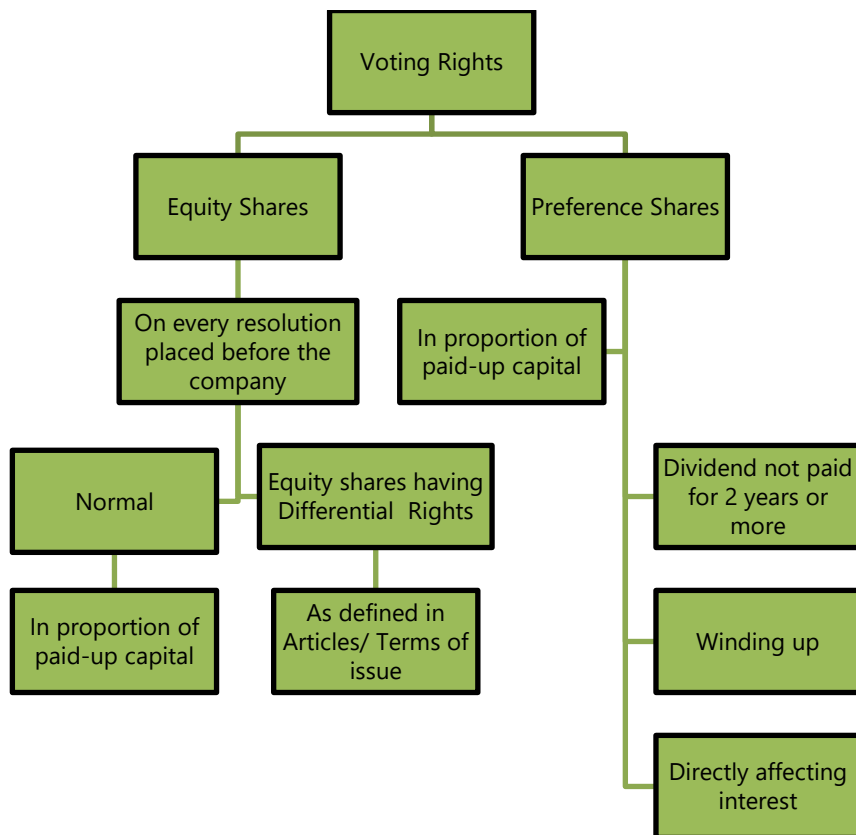 Voting Rights
Equity Shares
Preference Shares
On every resolution
placed before the
company
In proportion of
paid-up capital
Normal
Equity shares having
Differential Rights
Dividend not paid
for 2 years or
more
In proportion of
paid-up capital
As defined in
Articles/ Terms of
issue
Winding up
Directly affecting
interest